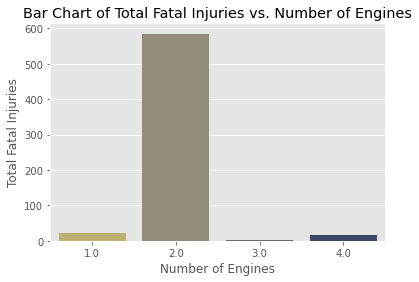 Bar Chart of Total Fatal Injuries vs. Number of Engines
600
500
400
300
200
100
0
Total Fatal Injuries
1.0 2.0 3.0 4.0
Number of Engines